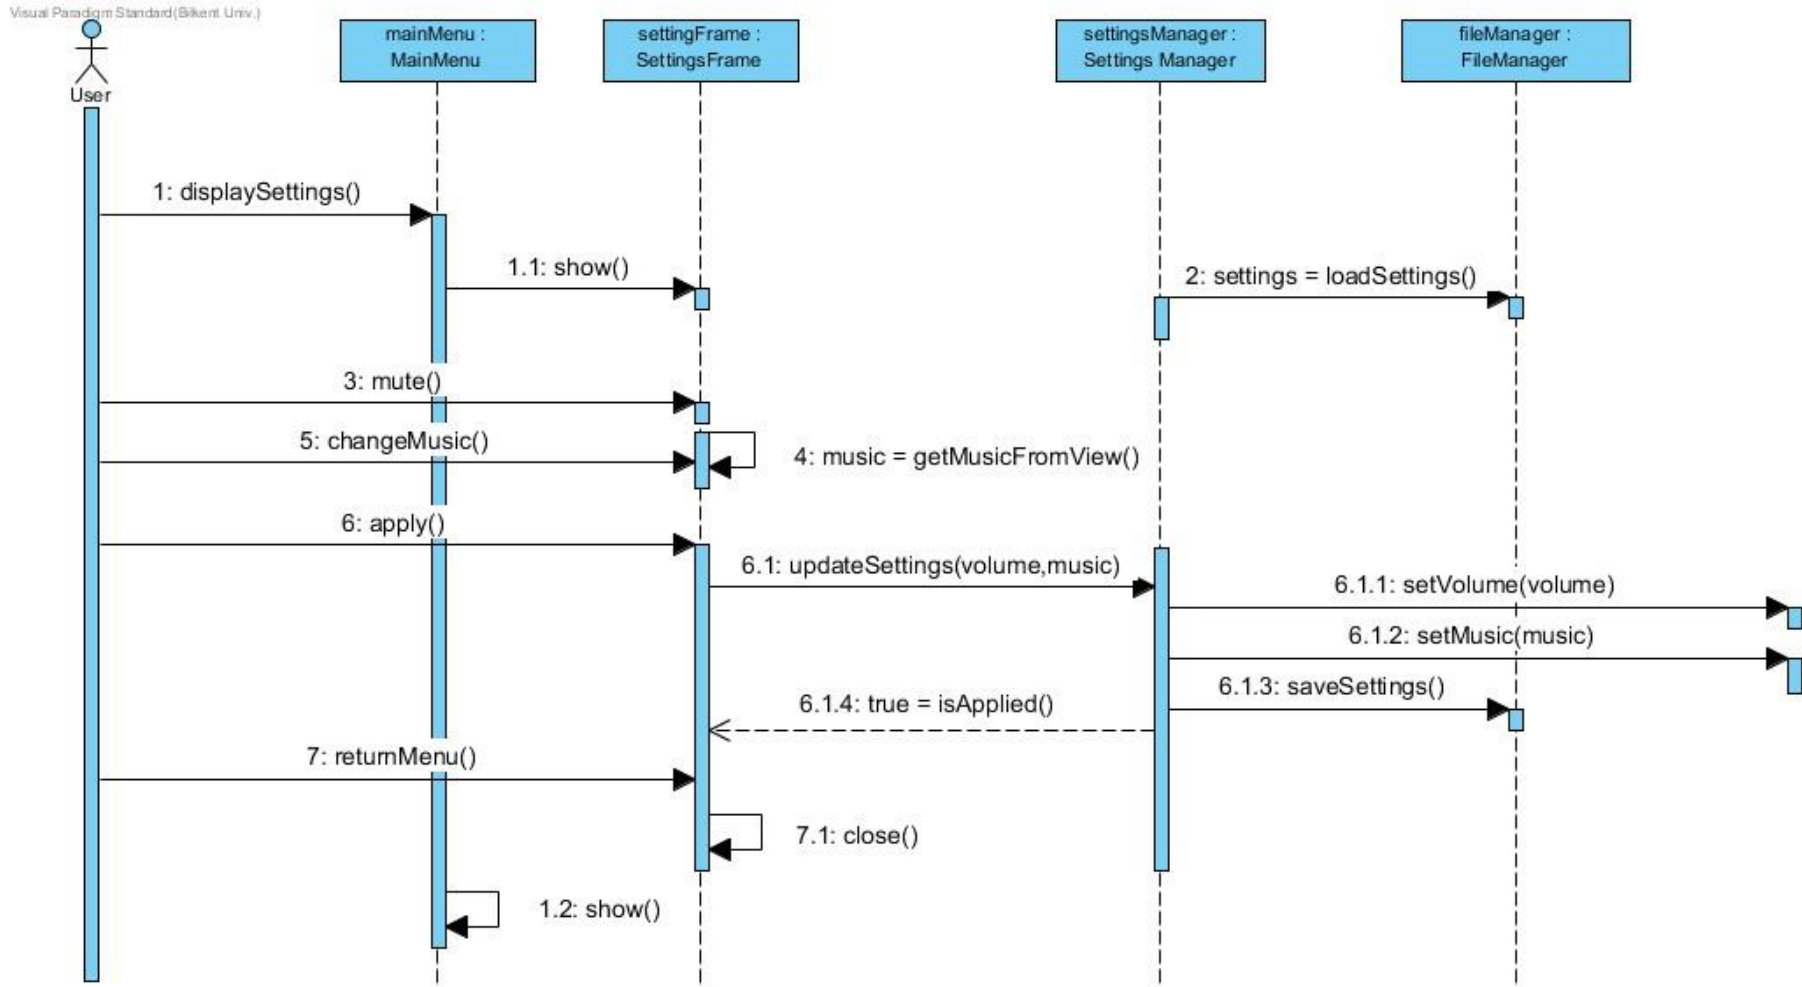 Visual Paradigm Standard(Bilkent Univ.)
User
mainMenu :
MainMenu
settingFrame :
SettingsFrame
settingsManager :
Settings Manager
fileManager :
FileManager
1: displaySettings()
1.1: show()
2: settings = loadSettings()
3: mute()
5: changeMusic()
4: music = getMusicFromView()
6: apply()
6.1: updateSettings(volume,music)
6.1.1: setVolume(volume)
6.1.2: setMusic(music)
6.1.3: saveSettings()
6.1.4: true = isApplied()
7: returnMenu()
7.1: close()
1.2: show()